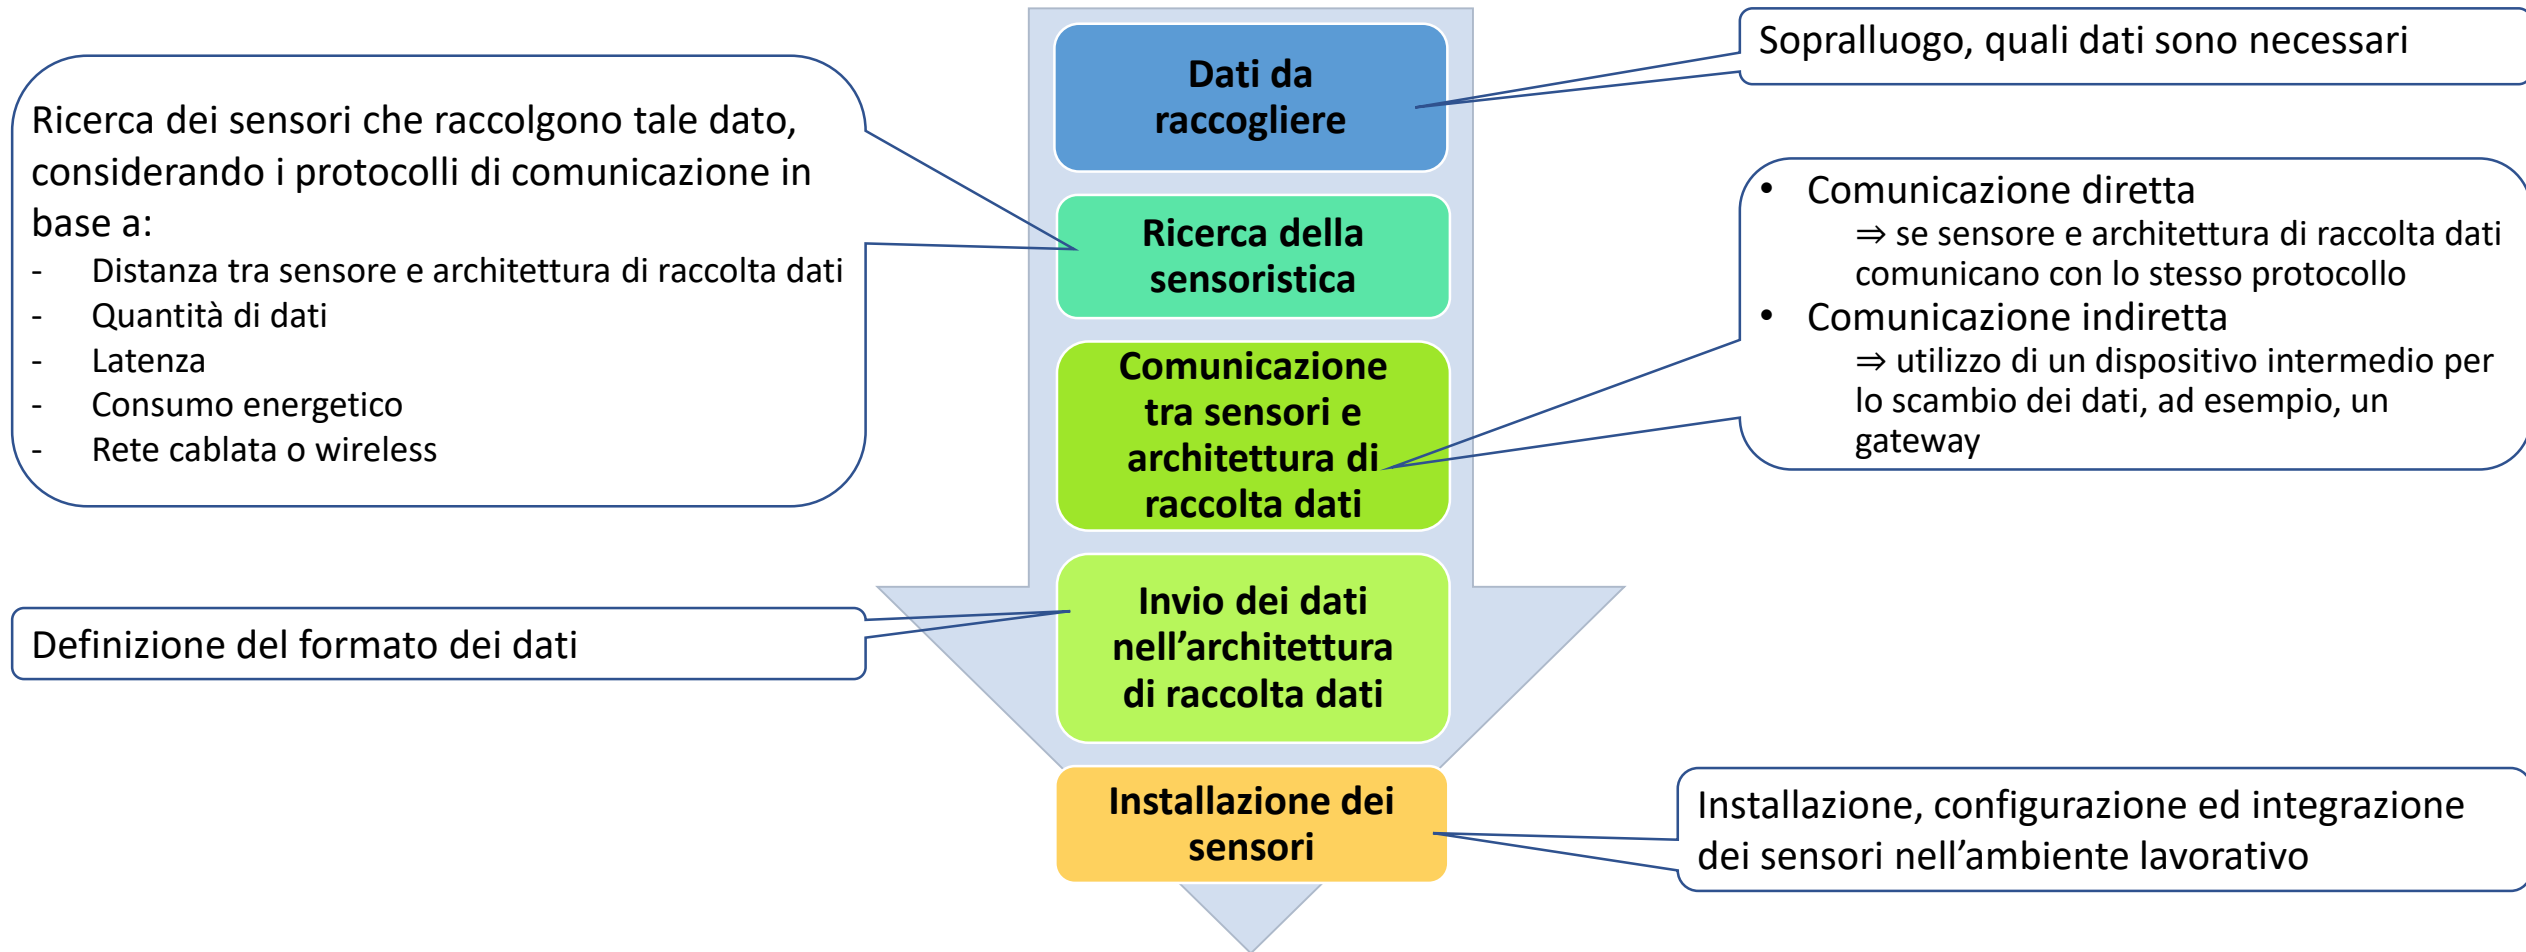 Dati da
raccogliere
Sopralluogo, quali dati sono necessari
Ricerca dei sensori che raccolgono tale dato,
considerando i protocolli di comunicazione in
base a:
- Distanza tra sensore e architettura di raccolta dati
- Quantità di dati
- Latenza
- Consumo energetico
- Rete cablata o wireless
Ricerca della
sensoristica
• Comunicazione diretta
⇒ se sensore e architettura di raccolta dati
comunicano con lo stesso protocollo
• Comunicazione indiretta
⇒ utilizzo di un dispositivo intermedio per
lo scambio dei dati, ad esempio, un
gateway
Comunicazione
tra sensori e
architettura di
raccolta dati
Definizione del formato dei dati
Invio dei dati
nell’architettura
di raccolta dati
Installazione dei
sensori
Installazione, configurazione ed integrazione
dei sensori nell’ambiente lavorativo